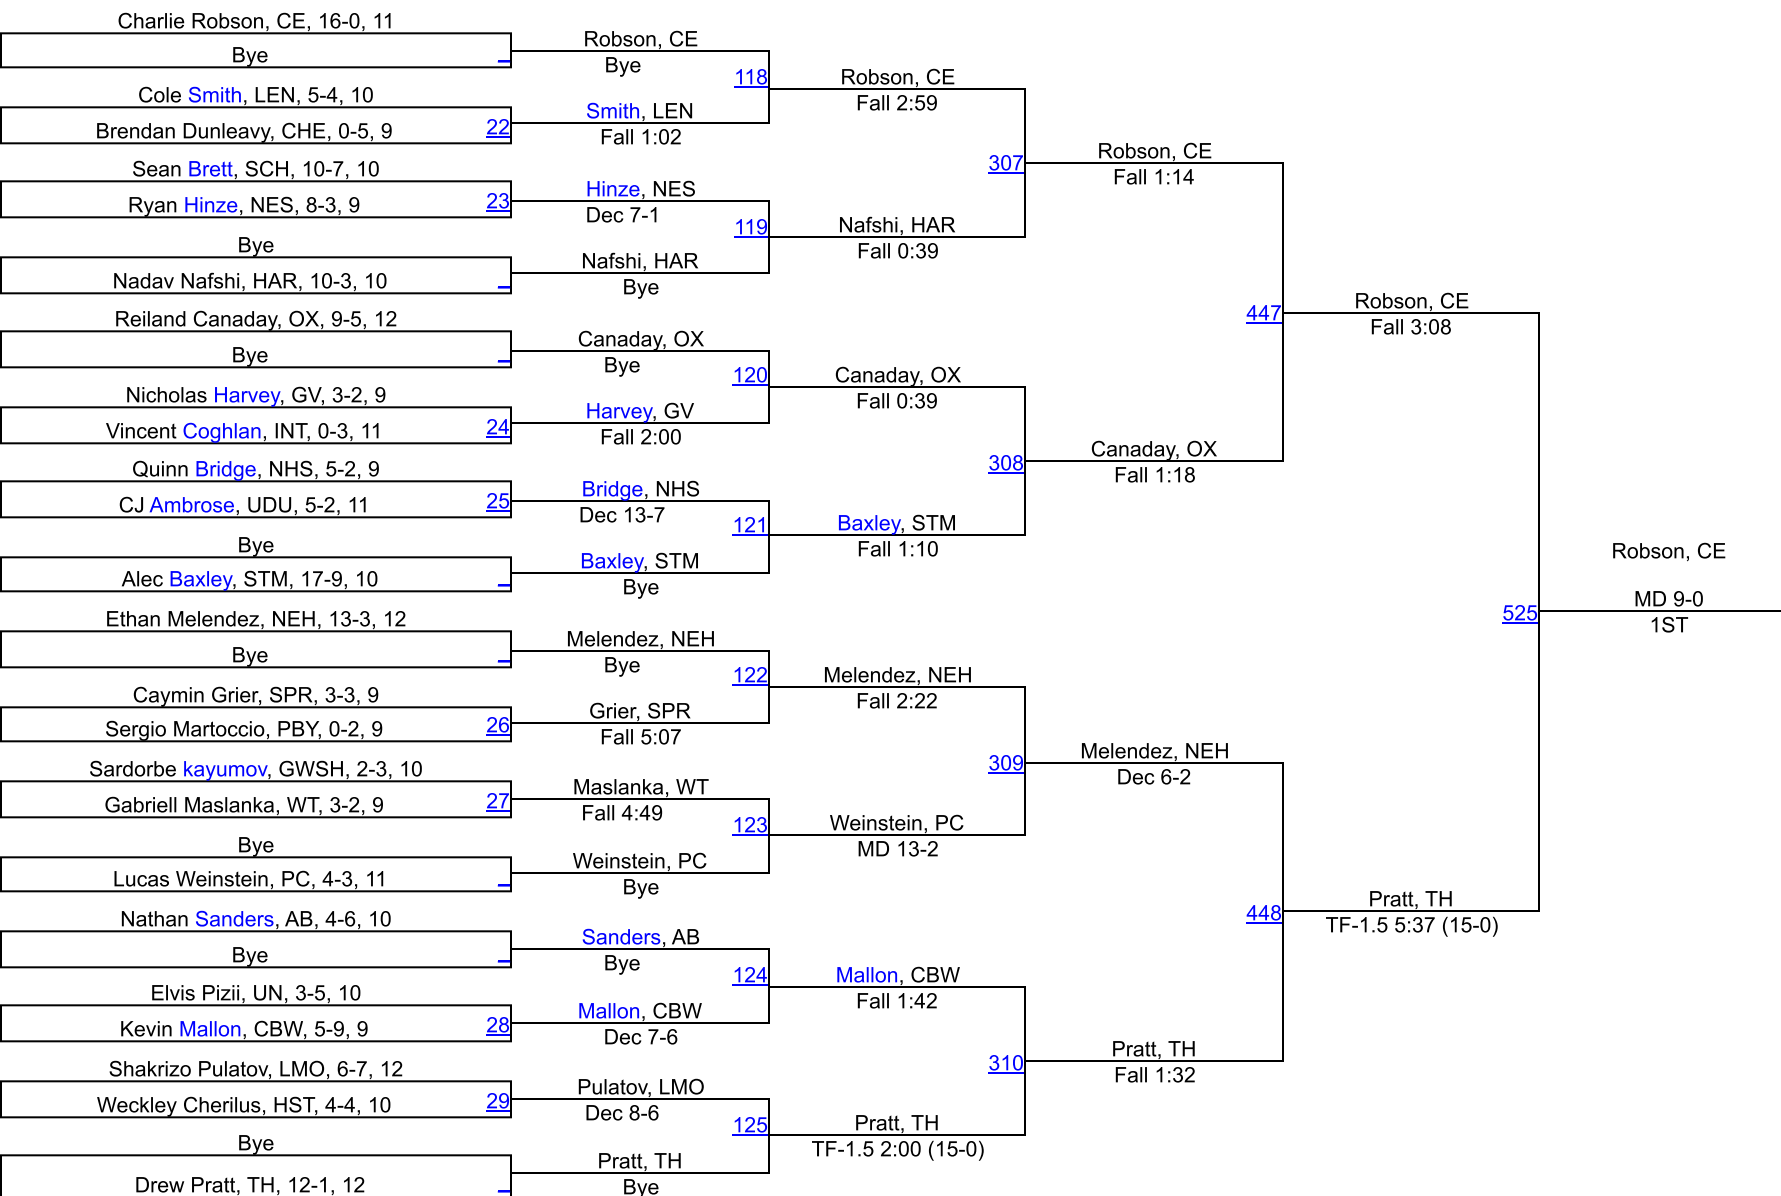 Charlie Robson, CE, 16-0, 11
Bye
Cole Smith, LEN, 5-4, 10
Brendan Dunleavy, CHE, 0-5, 9
22
Sean Brett, SCH, 10-7, 10
Ryan Hinze, NES, 8-3, 9
23
Bye
Nadav Nafshi, HAR, 10-3, 10
Reiland Canaday, OX, 9-5, 12
Bye
Nicholas Harvey, GV, 3-2, 9
Vincent Coghlan, INT, 0-3, 11
24
Quinn Bridge, NHS, 5-2, 9
CJ Ambrose, UDU, 5-2, 11
25
Bye
Alec Baxley, STM, 17-9, 10
Ethan Melendez, NEH, 13-3, 12
Bye
Caymin Grier, SPR, 3-3, 9
Sergio Martoccio, PBY, 0-2, 9
26
Sardorbe kayumov, GWSH, 2-3, 10
Gabriell Maslanka, WT, 3-2, 9
27
Bye
Lucas Weinstein, PC, 4-3, 11
Nathan Sanders, AB, 4-6, 10
Bye
Elvis Pizii, UN, 3-5, 10
Kevin Mallon, CBW, 5-9, 9
28
Shakrizo Pulatov, LMO, 6-7, 12
Weckley Cherilus, HST, 4-4, 10
29
Bye
Drew Pratt, TH, 12-1, 12
Robson, CE
Bye
118
Smith, LEN
Fall 1:02
Hinze, NES
Dec 7-1
119
Nafshi, HAR
Bye
Canaday, OX
Bye
120
Harvey, GV
Fall 2:00
Bridge, NHS
Dec 13-7
121
Baxley, STM
Bye
Melendez, NEH
Bye
122
Grier, SPR
Fall 5:07
Maslanka, WT
Fall 4:49
123
Weinstein, PC
Bye
Sanders, AB
Bye
124
Mallon, CBW
Dec 7-6
Pulatov, LMO
Dec 8-6
125
Pratt, TH
Bye
Robson, CE
Fall 2:59
307
Nafshi, HAR
Fall 0:39
Canaday, OX
Fall 0:39
308
Baxley, STM
Fall 1:10
Melendez, NEH
Fall 2:22
309
Weinstein, PC
MD 13-2
Mallon, CBW
Fall 1:42
310
Pratt, TH
TF-1.5 2:00 (15-0)
Robson, CE
Fall 1:14
447
Canaday, OX
Fall 1:18
Melendez, NEH
Dec 6-2
448
Pratt, TH
Fall 1:32
Robson, CE
Fall 3:08
525
Pratt, TH
TF-1.5 5:37 (15-0)
Robson, CE
MD 9-0
1ST